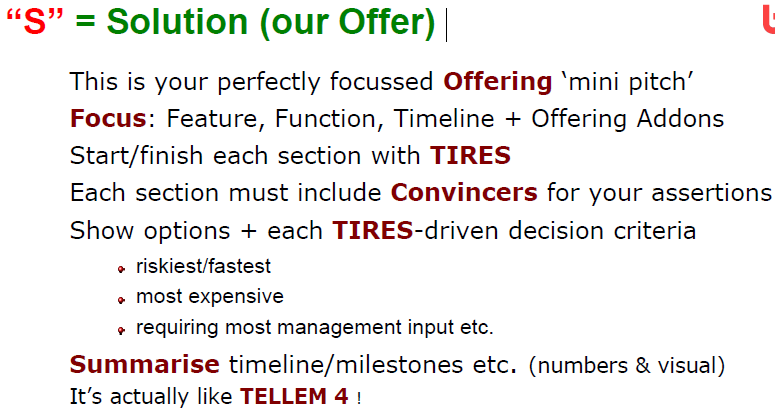 “S” = Solution (our Offer)
This is your perfectly focussed Offering ‘mini pitch’
Focus: Feature, Function, Timeline + Offering Addons
Start/finish each section with TIRES
Each section must include Convincers for your assertions
Show options + each TIRES-driven decision criteria
riskiest/fastest
most expensive
requiring most management input etc.
Summarise timeline/milestones etc. (numbers & visual)
It’s actually like TELLEM 4 !